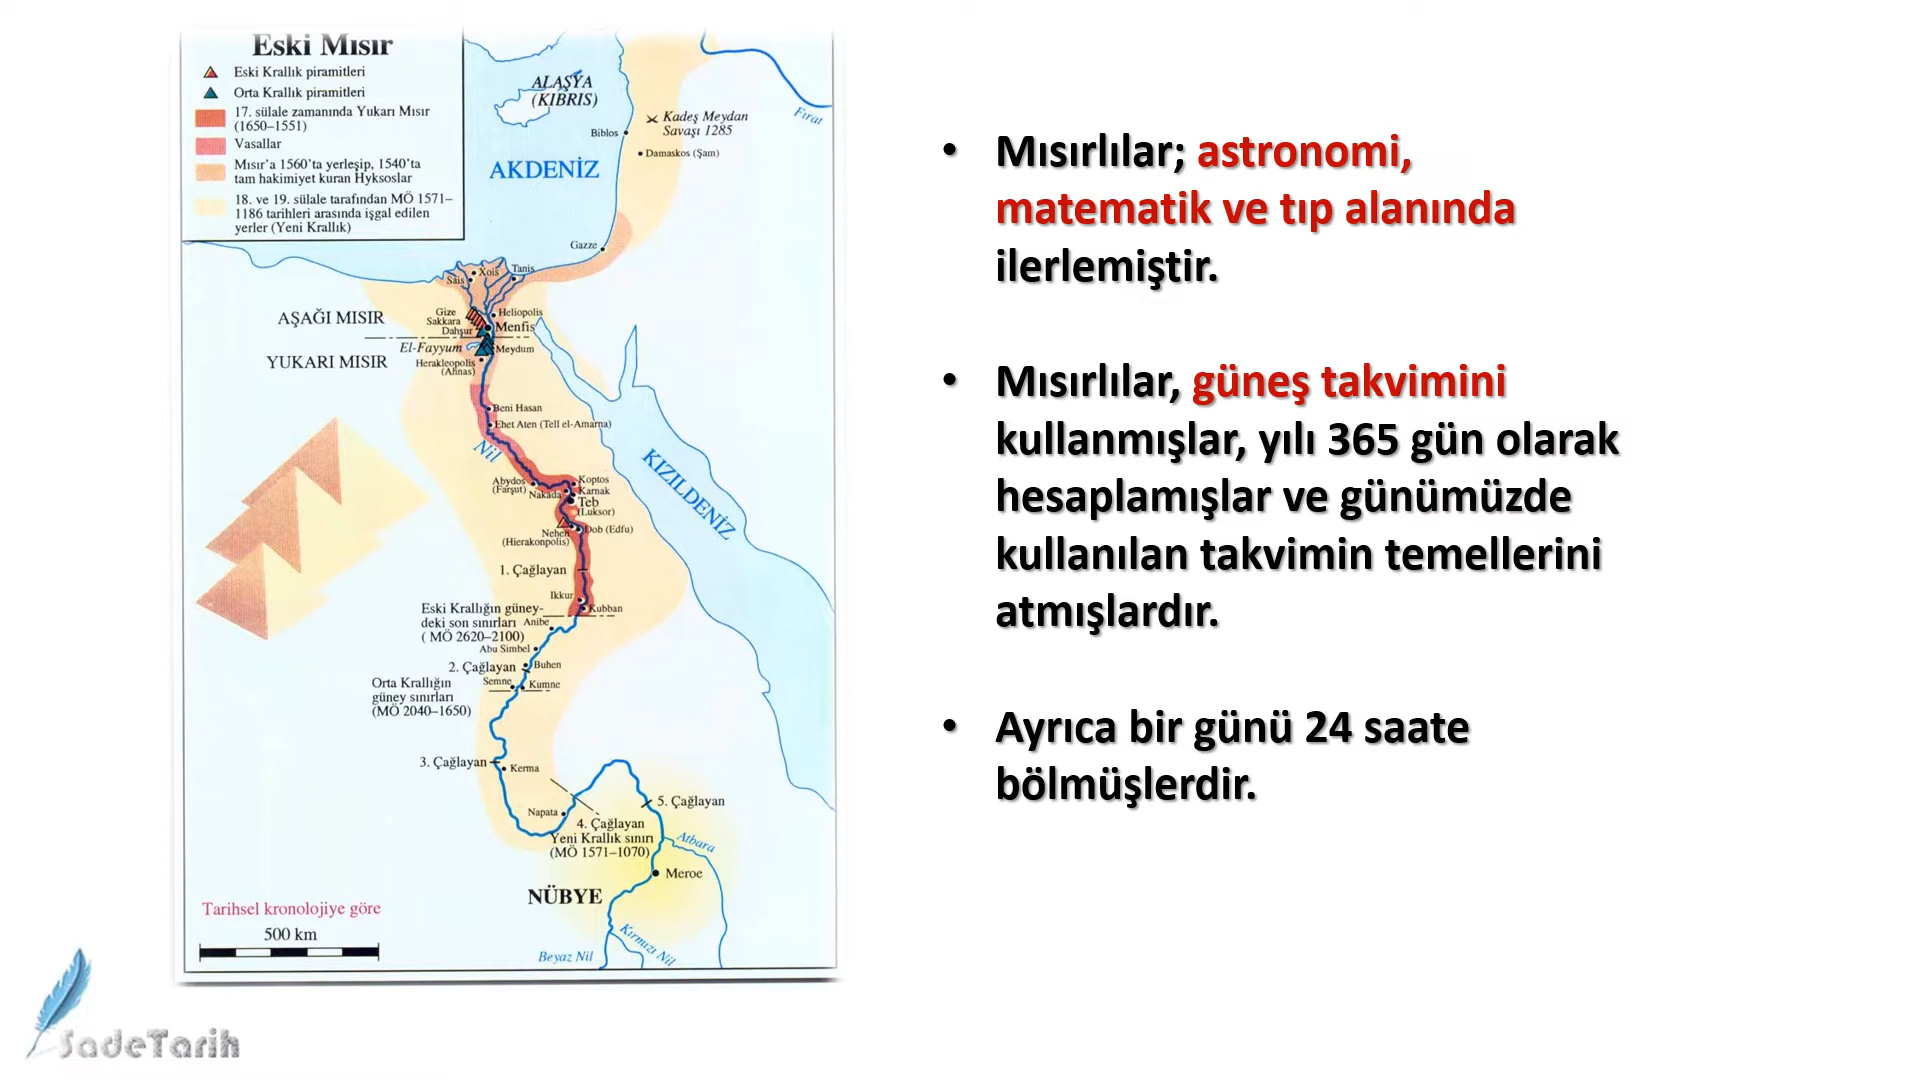 Eski Mısır
Eski Krallık piramitleri
Orta Krallık piramitleri
17. sülale zamanında Yukarı Mısır
(1650–1551)
Vasallar
Mısır'a 1560'ta yerleşip, 1540'ta
tam hakimiyet kuran Hyksoslar
18. ve 19. sülale tarafından MÖ 1571–
1186 tarihleri arasında işgal edilen
yerler (Yeni Krallık)
ALAŞYA
(KIBRIS)
Fırat
Kadeş Meydan
Savaşı 1285
Biblos
Damaskos (Şam)
AKDENİZ
Gazze
Xois
Tanis
Sais
AŞAĞI MISIR
Gize
Sakkara
Dahşur
Heliopolis
Menfis
El-Fayyum
Meydum
YUKARI MISIR
Herakleopolis
(Ahnas)
Beni Hasan
Ehet Aten (Tell el-Amarna)
Nil
KIZILDENİZ
Abydos
(Farşut)
Nakada
Koptos
Karnak
Teb
(Luksor)
Nehen
(Hierakonpolis)
Dob (Edfu)
1. Çağlayan
Ikkur
Kubban
Eski Krallığın güney-
deki son sınırları
( MÖ 2620–2100)
Anibe
Abu Simbel
2. Çağlayan
Buhen
Orta Krallığın
güney sınırları
(MÖ 2040–1650)
Semne
Kumne
3. Çağlayan
Kerma
Napata
5. Çağlayan
4. Çağlayan
Yeni Krallık sınırı
(MÖ 1571–1070)
Atbara
Meroe
NÜBYE
Kırmızı Nil
Beyaz Nil
Tarihsel kronolojiye göre
500 km
• Mısırlılar; astronomi,
matematik ve tıp alanında
ilerlemiştir.
• Mısırlılar, güneş takvimini
kullanmışlar, yılı 365 gün olarak
hesaplamışlar ve günümüzde
kullanılan takvimin temellerini
atmışlardır.
• Ayrıca bir günü 24 saate
bölmüşlerdir.
SadeTarih